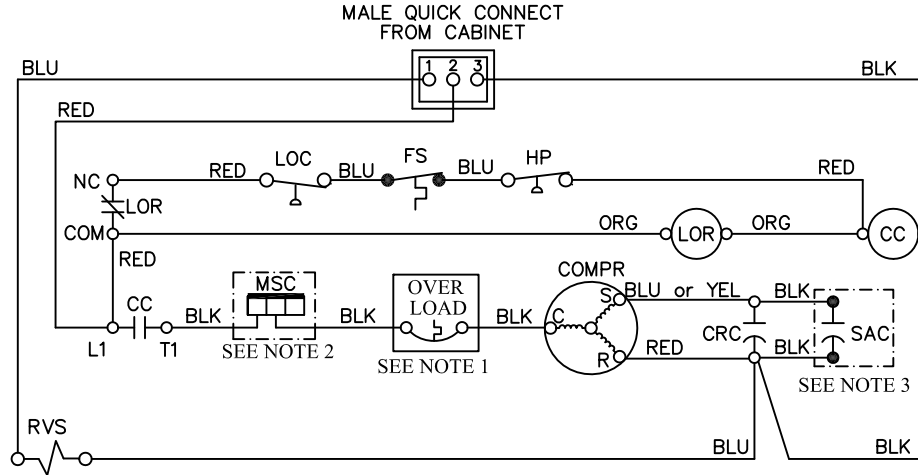 MALE QUICK CONNECT
FROM CABINET
BLU
1 2 3
BLK
RED
RED LOC BLU FS BLU HP RED
NC
LOR
COM
ORG LOR ORG CC
RED
CC
BLK
MSC
BLK
OVER
LOAD
BLK
COMPR
C
S
R
BLU or YEL
BLK
CRC
SAC
RED
BLK
L1
T1
SEE NOTE 2
SEE NOTE 1
SEE NOTE 3
RVS
BLU
BLK